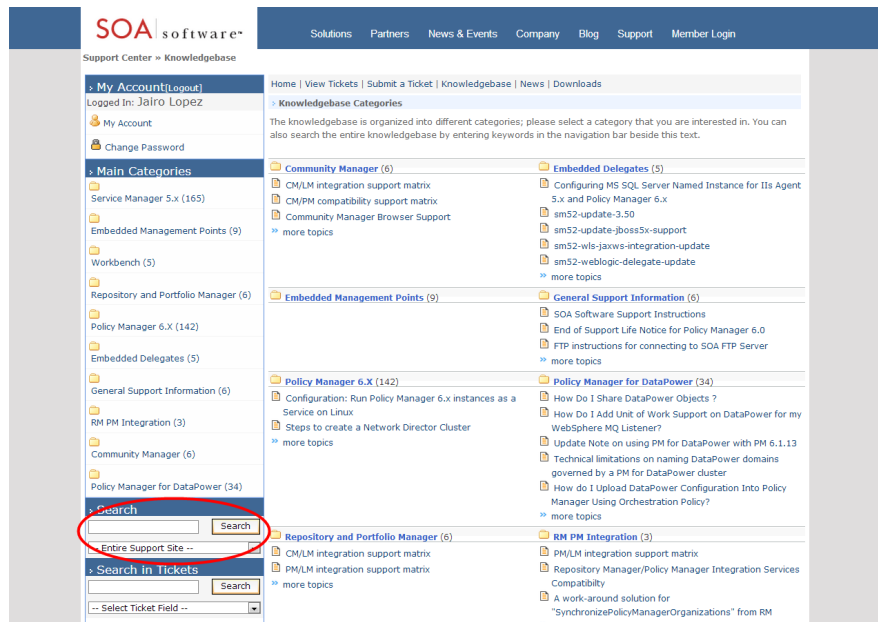 SOA software™
Solutions Partners News & Events Company Blog Support Member Login
Support Center » Knowledgebase
› My Account[Logout]
Logged In: Jairo Lopez
My Account
Change Password
› Main Categories
Service Manager 5.x (165)
Embedded Management Points (9)
Workbench (5)
Repository and Portfolio Manager (6)
Policy Manager 6.X (142)
Embedded Delegates (5)
General Support Information (6)
RM PM Integration (3)
Community Manager (6)
Policy Manager for DataPower (34)
› Search
Search
-- Entire Support Site --
› Search in Tickets
Search
-- Select Ticket Field --
Home | View Tickets | Submit a Ticket | Knowledgebase | News | Downloads
› Knowledgebase Categories
The knowledgebase is organized into different categories; please select a category that you are interested in. You can
also search the entire knowledgebase by entering keywords in the navigation bar beside this text.
Community Manager (6)
CM/LM integration support matrix
CM/PM compatibility support matrix
Community Manager Browser Support
» more topics
Embedded Delegates (5)
Configuring MS SQL Server Named Instance for IIs Agent
5.x and Policy Manager 6.x
sm52-update-3.50
sm52-update-jboss5x-support
sm52-wls-jaxws-integration-update
sm52-weblogic-delegate-update
» more topics
Embedded Management Points (9)
General Support Information (6)
SOA Software Support Instructions
End of Support Life Notice for Policy Manager 6.0
FTP instructions for connecting to SOA FTP Server
» more topics
Policy Manager 6.X (142)
Configuration: Run Policy Manager 6.x instances as a
Service on Linux
Steps to create a Network Director Cluster
» more topics
Policy Manager for DataPower (34)
How Do I Share DataPower Objects ?
How Do I Add Unit of Work Support on DataPower for my
WebSphere MQ Listener?
Update Note on using PM for DataPower with PM 6.1.13
Technical limitations on naming DataPower domains
governed by a PM for DataPower cluster
How do I Upload DataPower Configuration Into Policy
Manager Using Orchestration Policy?
» more topics
Repository and Portfolio Manager (6)
CM/LM integration support matrix
PM/LM integration support matrix
» more topics
RM PM Integration (3)
PM/LM integration support matrix
Repository Manager/Policy Manager Integration Services
Compatibilty
A work-around solution for
"SynchronizePolicyManagerOrganizations" from RM